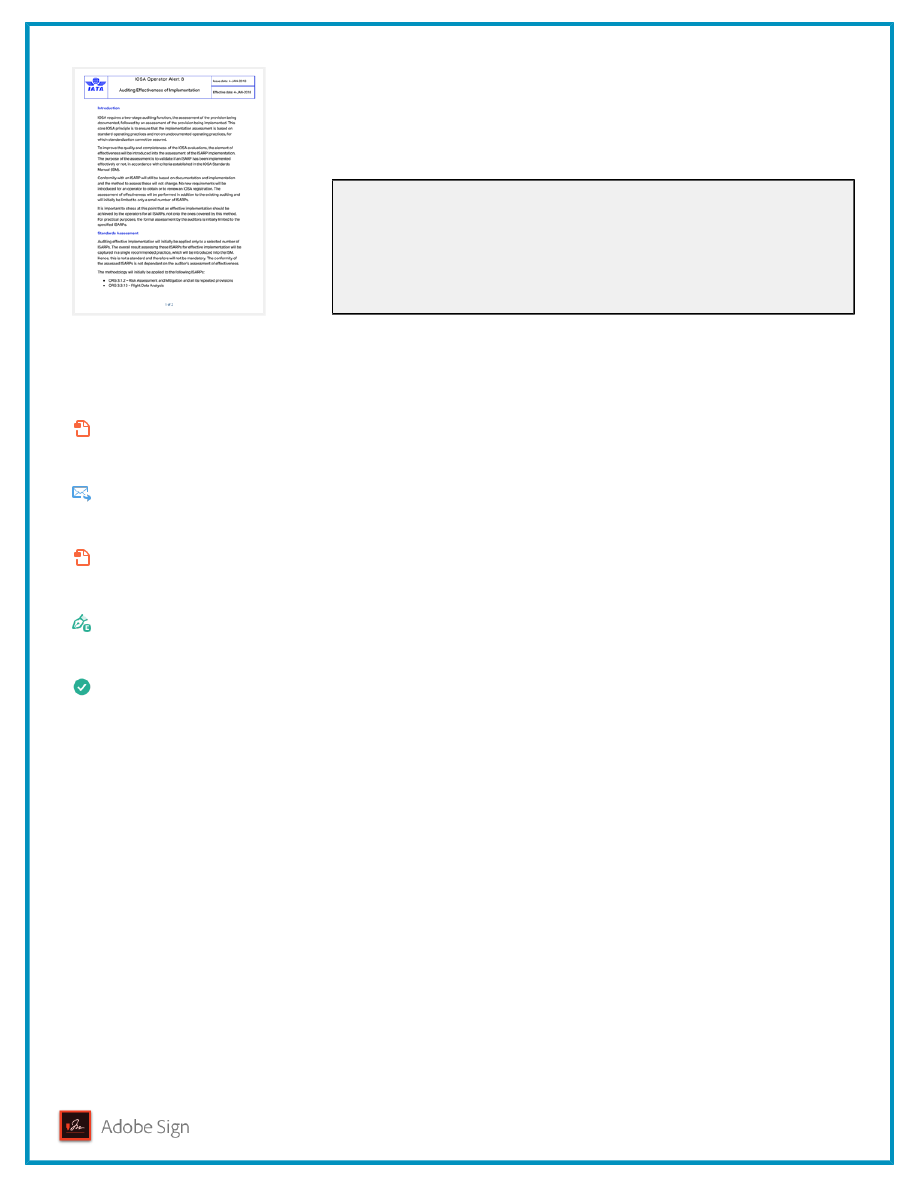 IOSA Operator Alert 8
IATA
Auditing Effectiveness of Implementation
Introduction
IOSA requires a two-stage auditing function, the assessment of the provision being
documented, followed by an assessment of the provision being implemented. This
core IOSA principle is to ensure that the implementation assessment is based on
standard operating practices and not on undocumented operating practices, for
which standardization cannot be assured.
To improve the quality and completeness of the IOSA evaluations, the element of
effectiveness will be introduced into the assessment of the ISARP implementation.
The purpose of the assessment is to validate if an ISARP has been implemented
effectively or not, in accordance with criteria established in the IOSA Standards
Manual (ISM).
Conformity with an ISARP will still be based on documentation and implementation
and the method to assess these will not change. No new requirements will be
introduced for an operator to obtain or to renew an IOSA registration. The
assessment of effectiveness will be performed in addition to the existing auditing and
will initially be limited to only a small number of ISARPs.
It is important to stress at this point that an effective implementation should be
achieved by the operators for all ISARPs, not only the ones covered by this method.
For practical purposes, the formal assessment by the auditors is initially limited to the
specified ISARPs.
Standards Assessment
Auditing effective implementation will initially be applied only to a selected number of
ISARPs. The overall result assessing these ISARPs for effective implementation will be
captured in a single recommended practice, which will be introduced into the ISM.
Hence, this is not a standard and therefore will not be mandatory. The conformity of
the assessed ISARPs is not dependent on the auditor's assessment of effectiveness.
The methodology will initially be applied to the following ISARPs:
• ORG 3.1.2 – Risk Assessment and Mitigation and all its repeated provisions
• ORG 3.3.11 - Flight Data Analysis
1 of 2
Adobe Sign